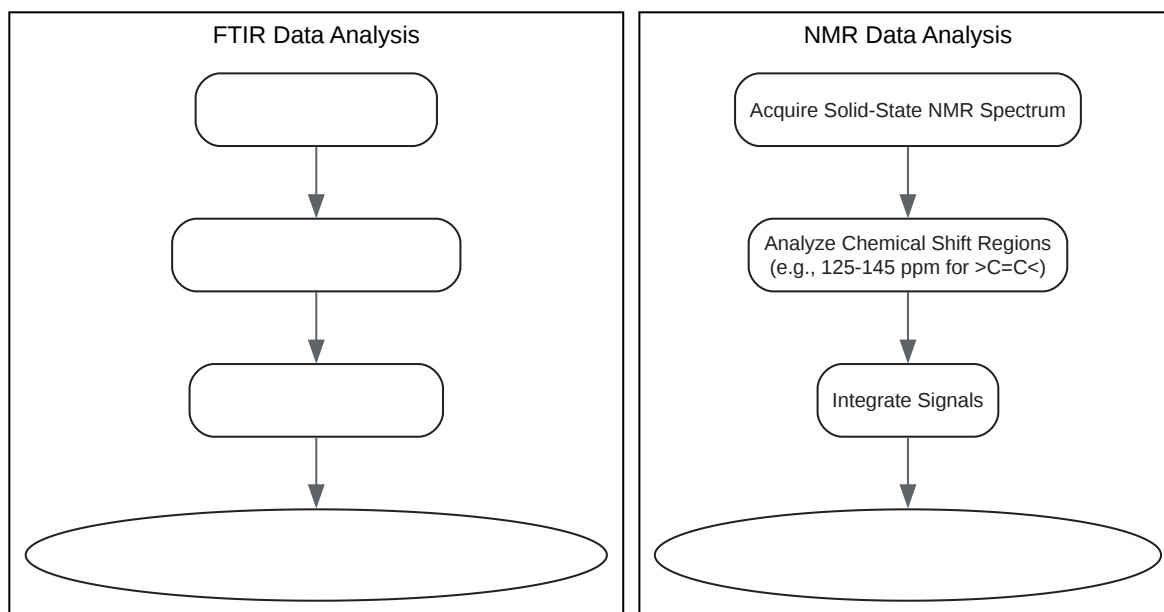 FTIR Data Analysis
NMR Data Analysis
Acquire Solid-State NMR Spectrum
Analyze Chemical Shift Regions
(e.g., 125-145 ppm for >C=C<)
Integrate Signals